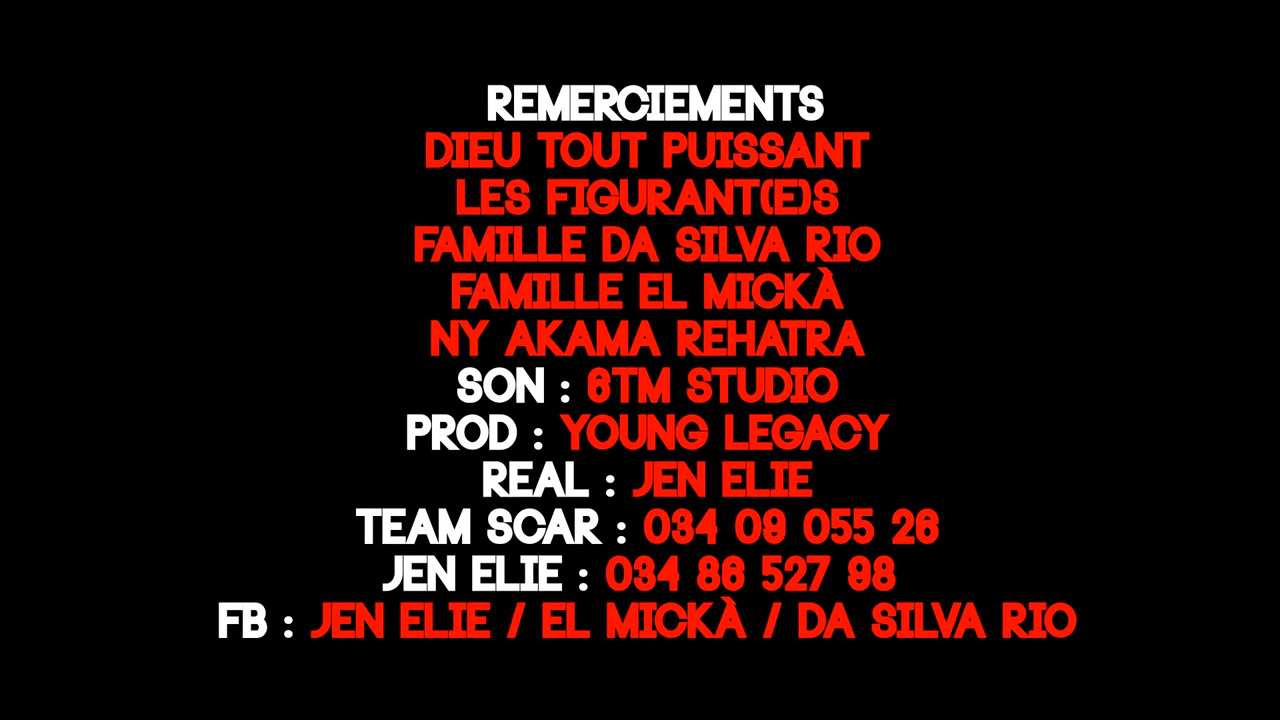 REMERCIEMENTS
DIEU TOUT PUISSANT
LES FIGURANT(E)S
FAMILLE DA SILVA RIO
FAMILLE EL MICKÀ
NY AKAMA REHATRA
SON : 6TM STUDIO
PROD : YOUNG LEGACY
REAL : JEN ELIE
TEAM SCAR : 034 09 055 26
JEN ELIE : 034 86 527 98
FB : JEN ELIE / EL MICKÀ / DA SILVA RIO